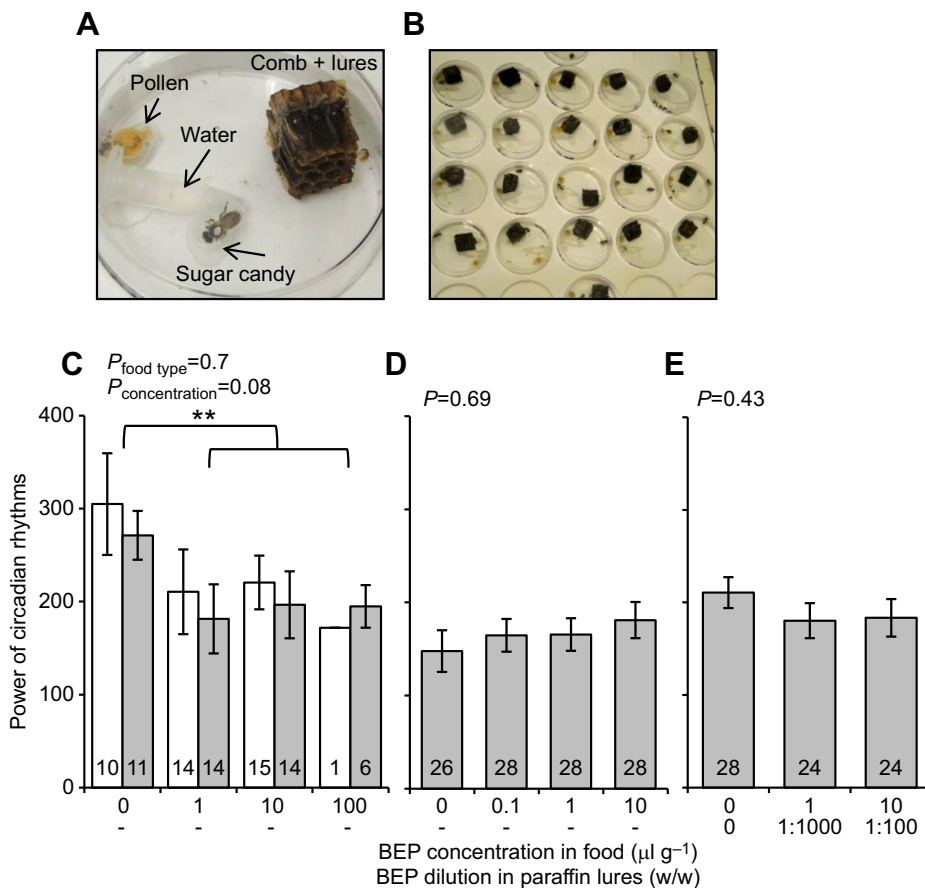 A
Comb + lures
Pollen
Water
Sugar candy
B
C
P food type=0.7
P concentration=0.08
**
Power of circadian rhythms
400
300
200
100
0
10 11 14 14 15 14 1 6
0 1 10 100
- - - -
D
P=0.69
26 28 28 28
0 0.1 1 10
- - - -
E
P=0.43
28 24 24
0 1 10
0 1:1000 1:100
BEP concentration in food (μl g⁻¹)
BEP dilution in paraffin lures (w/w)